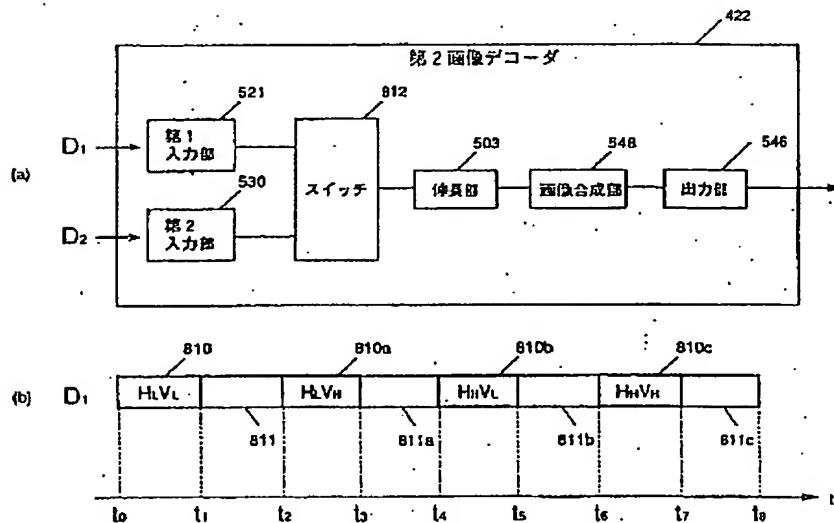 422
第2画像デコーダ
521
812
第1
入力部
D1
503
548
546
(a)
530
スイッチ
伸長部
画像合成部
出力部
第2
入力部
D2
810
810a
810b
810c
(b)
D1
HLVL
HLVH
HHVL
HHVH
811
811a
811b
811c
t0
t1
t2
t3
t4
t5
t6
t7
t8
t